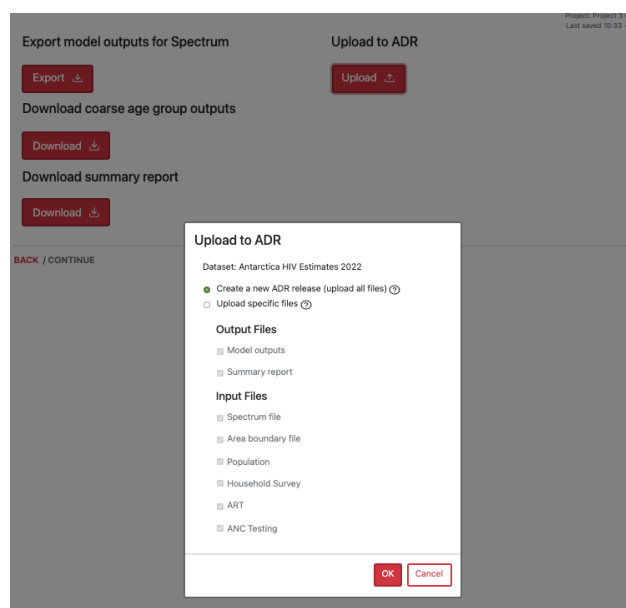 Project: Project 3
Last saved 15:33
Export model outputs for Spectrum
Upload to ADR
Export
Upload
Download coarse age group outputs
Download
Download summary report
Download
BACK / CONTINUE
Upload to ADR
Dataset: Antarctica HIV Estimates 2022
Create a new ADR release (upload all files)
Upload specific files
Output Files
Model outputs
Summary report
Input Files
Spectrum file
Area boundary file
Population
Household Survey
ART
ANC Testing
OK
Cancel